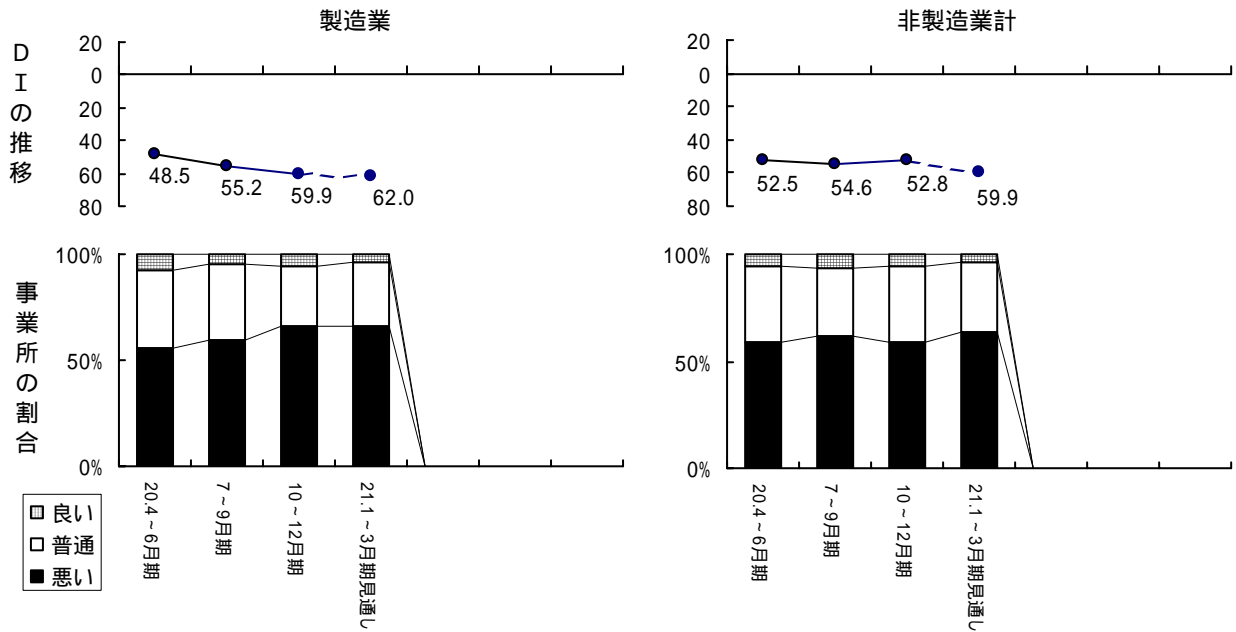 製造業
DIの推移
20
0
20
40
60
80
48.5
55.2
59.9
62.0
非製造業計
20
0
20
40
60
80
52.5
54.6
52.8
59.9
事業所の割合
100%
50%
0%
20.4~6月期
7~9月期
10~12月期
21.1~3月期見通し
100%
50%
0%
20.4~6月期
7~9月期
10~12月期
21.1~3月期見通し
良い
普通
悪い